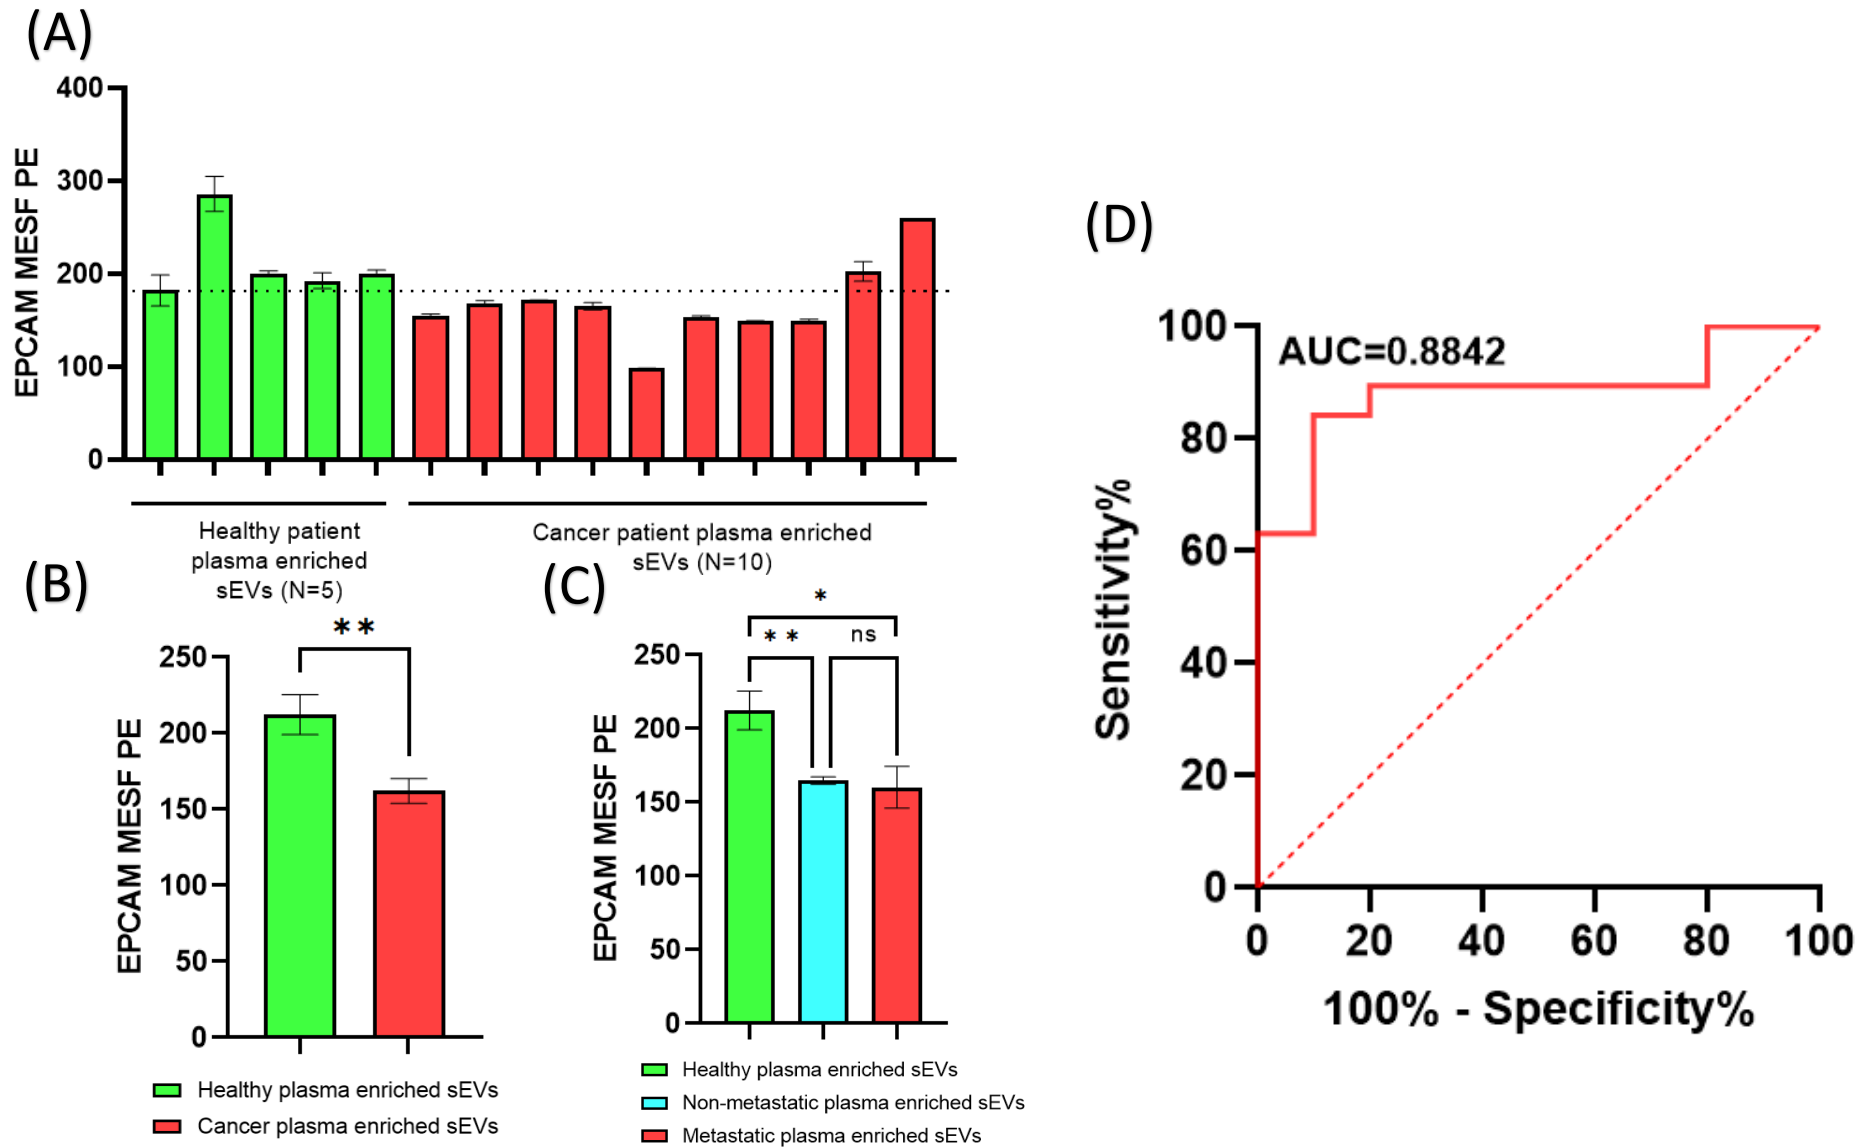 (A)
400
300
200
100
0
EPCAM MESF PE
Healthy patient
plasma enriched
sEVs (N=5)
Cancer patient plasma enriched
sEVs (N=10)
(B)
**
250
200
150
100
50
0
EPCAM MESF PE
Healthy plasma enriched sEVs
Cancer plasma enriched sEVs
(C)
*
** ns
250
200
150
100
50
0
EPCAM MESF PE
Healthy plasma enriched sEVs
Non-metastatic plasma enriched sEVs
Metastatic plasma enriched sEVs
(D)
AUC=0.8842
100
80
60
40
20
0
Sensitivity%
0 20 40 60 80 100
100% - Specificity%